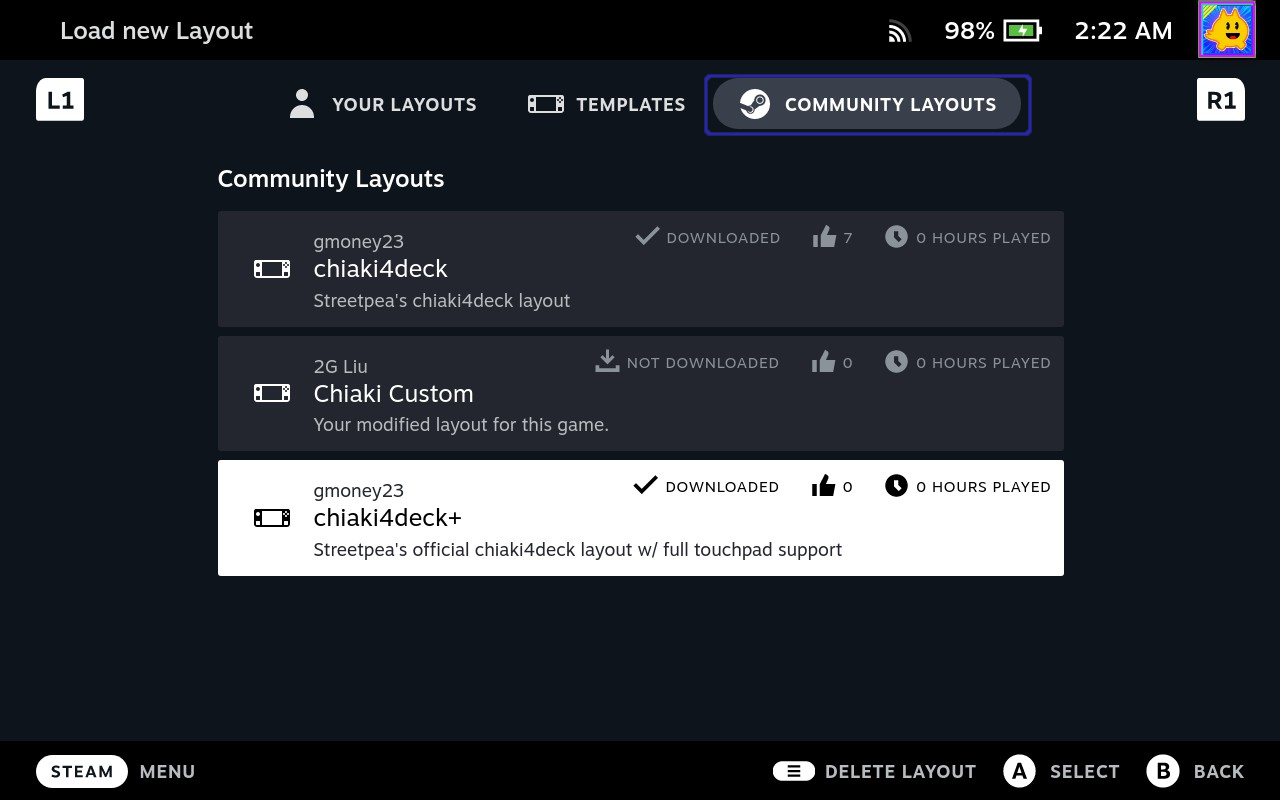 Load new Layout
98%
2:22 AM
L1
YOUR LAYOUTS
TEMPLATES
COMMUNITY LAYOUTS
R1
Community Layouts
gmoney23
DOWNLOADED
7
0 HOURS PLAYED
chiaki4deck
Streetpea's chiaki4deck layout
2G Liu
NOT DOWNLOADED
0
0 HOURS PLAYED
Chiaki Custom
Your modified layout for this game.
gmoney23
DOWNLOADED
0
0 HOURS PLAYED
chiaki4deck+
Streetpea's official chiaki4deck layout w/ full touchpad support
STEAM
MENU
DELETE LAYOUT
A
SELECT
B
BACK